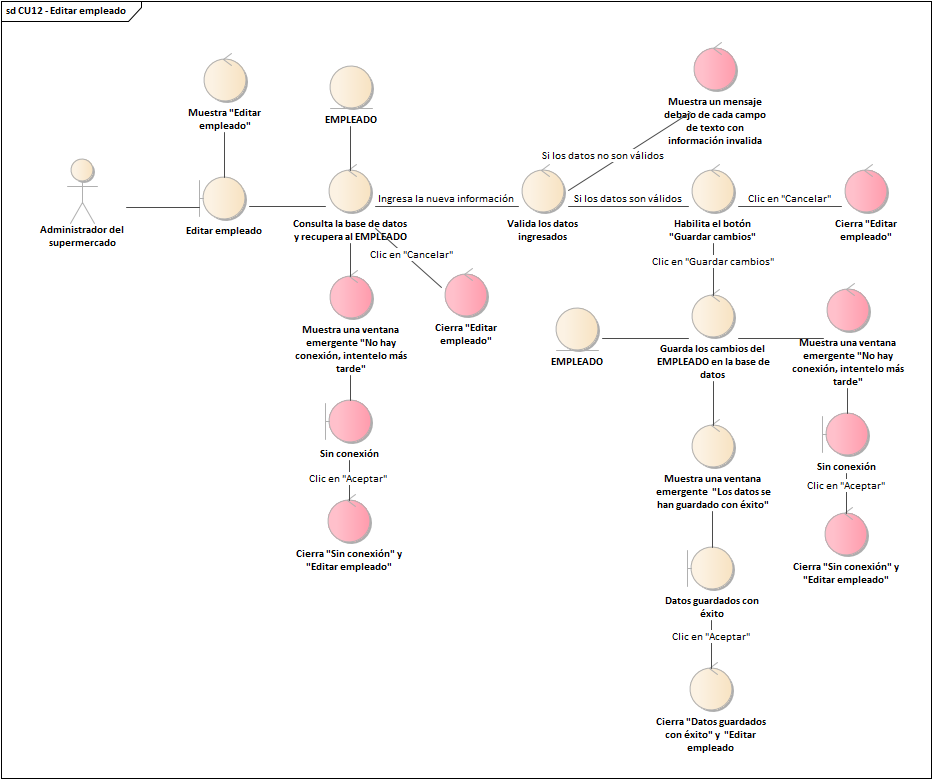 sd CU12 - Editar empleado
Muestra "Editar
empleado"
EMPLEADO
Muestra un mensaje
debajo de cada campo
de texto con
información invalida
Si los datos no son válidos
Administrador del
supermercado
Editar empleado
Consulta la base de datos
y recupera al EMPLEADO
Ingresa la nueva información
Valida los datos
ingresados
Si los datos son válidos
Habilita el botón
"Guardar cambios"
Clic en "Cancelar"
Cierra "Editar
empleado"
Clic en "Cancelar"
Cierra "Editar
empleado"
Clic en "Guardar cambios"
Muestra una ventana
emergente "No hay
conexión, intentelo más
tarde"
EMPLEADO
Guarda los cambios del
EMPLEADO en la base de
datos
Muestra una ventana
emergente "No hay
conexión, intentelo más
tarde"
Sin conexión
Clic en "Aceptar"
Cierra "Sin conexión" y
"Editar empleado"
Muestra una ventana
emergente "Los datos se
han guardado con éxito"
Sin conexión
Clic en "Aceptar"
Cierra "Sin conexión" y
"Editar empleado"
Datos guardados con
éxito
Clic en "Aceptar"
Cierra "Datos guardados
con éxito" y "Editar
empleado